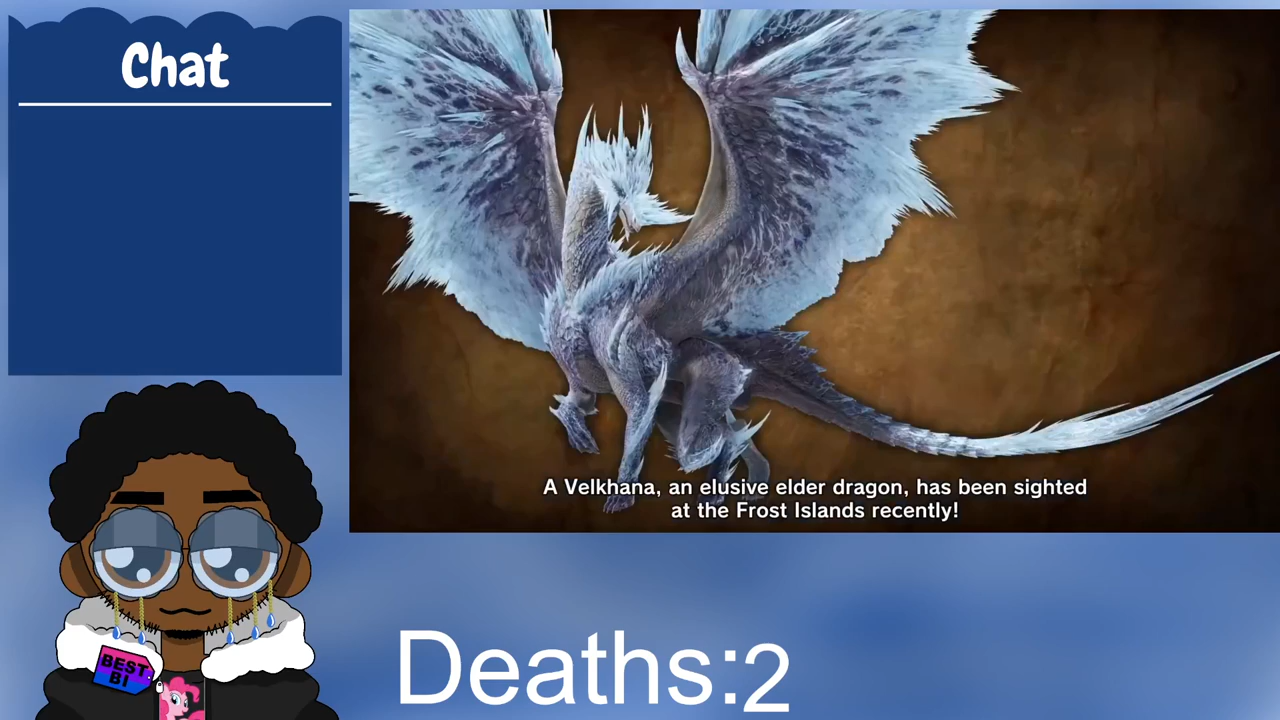 Chat
A Velkhana, an elusive elder dragon, has been sighted
at the Frost Islands recently!
BEST
BI
Deaths:2